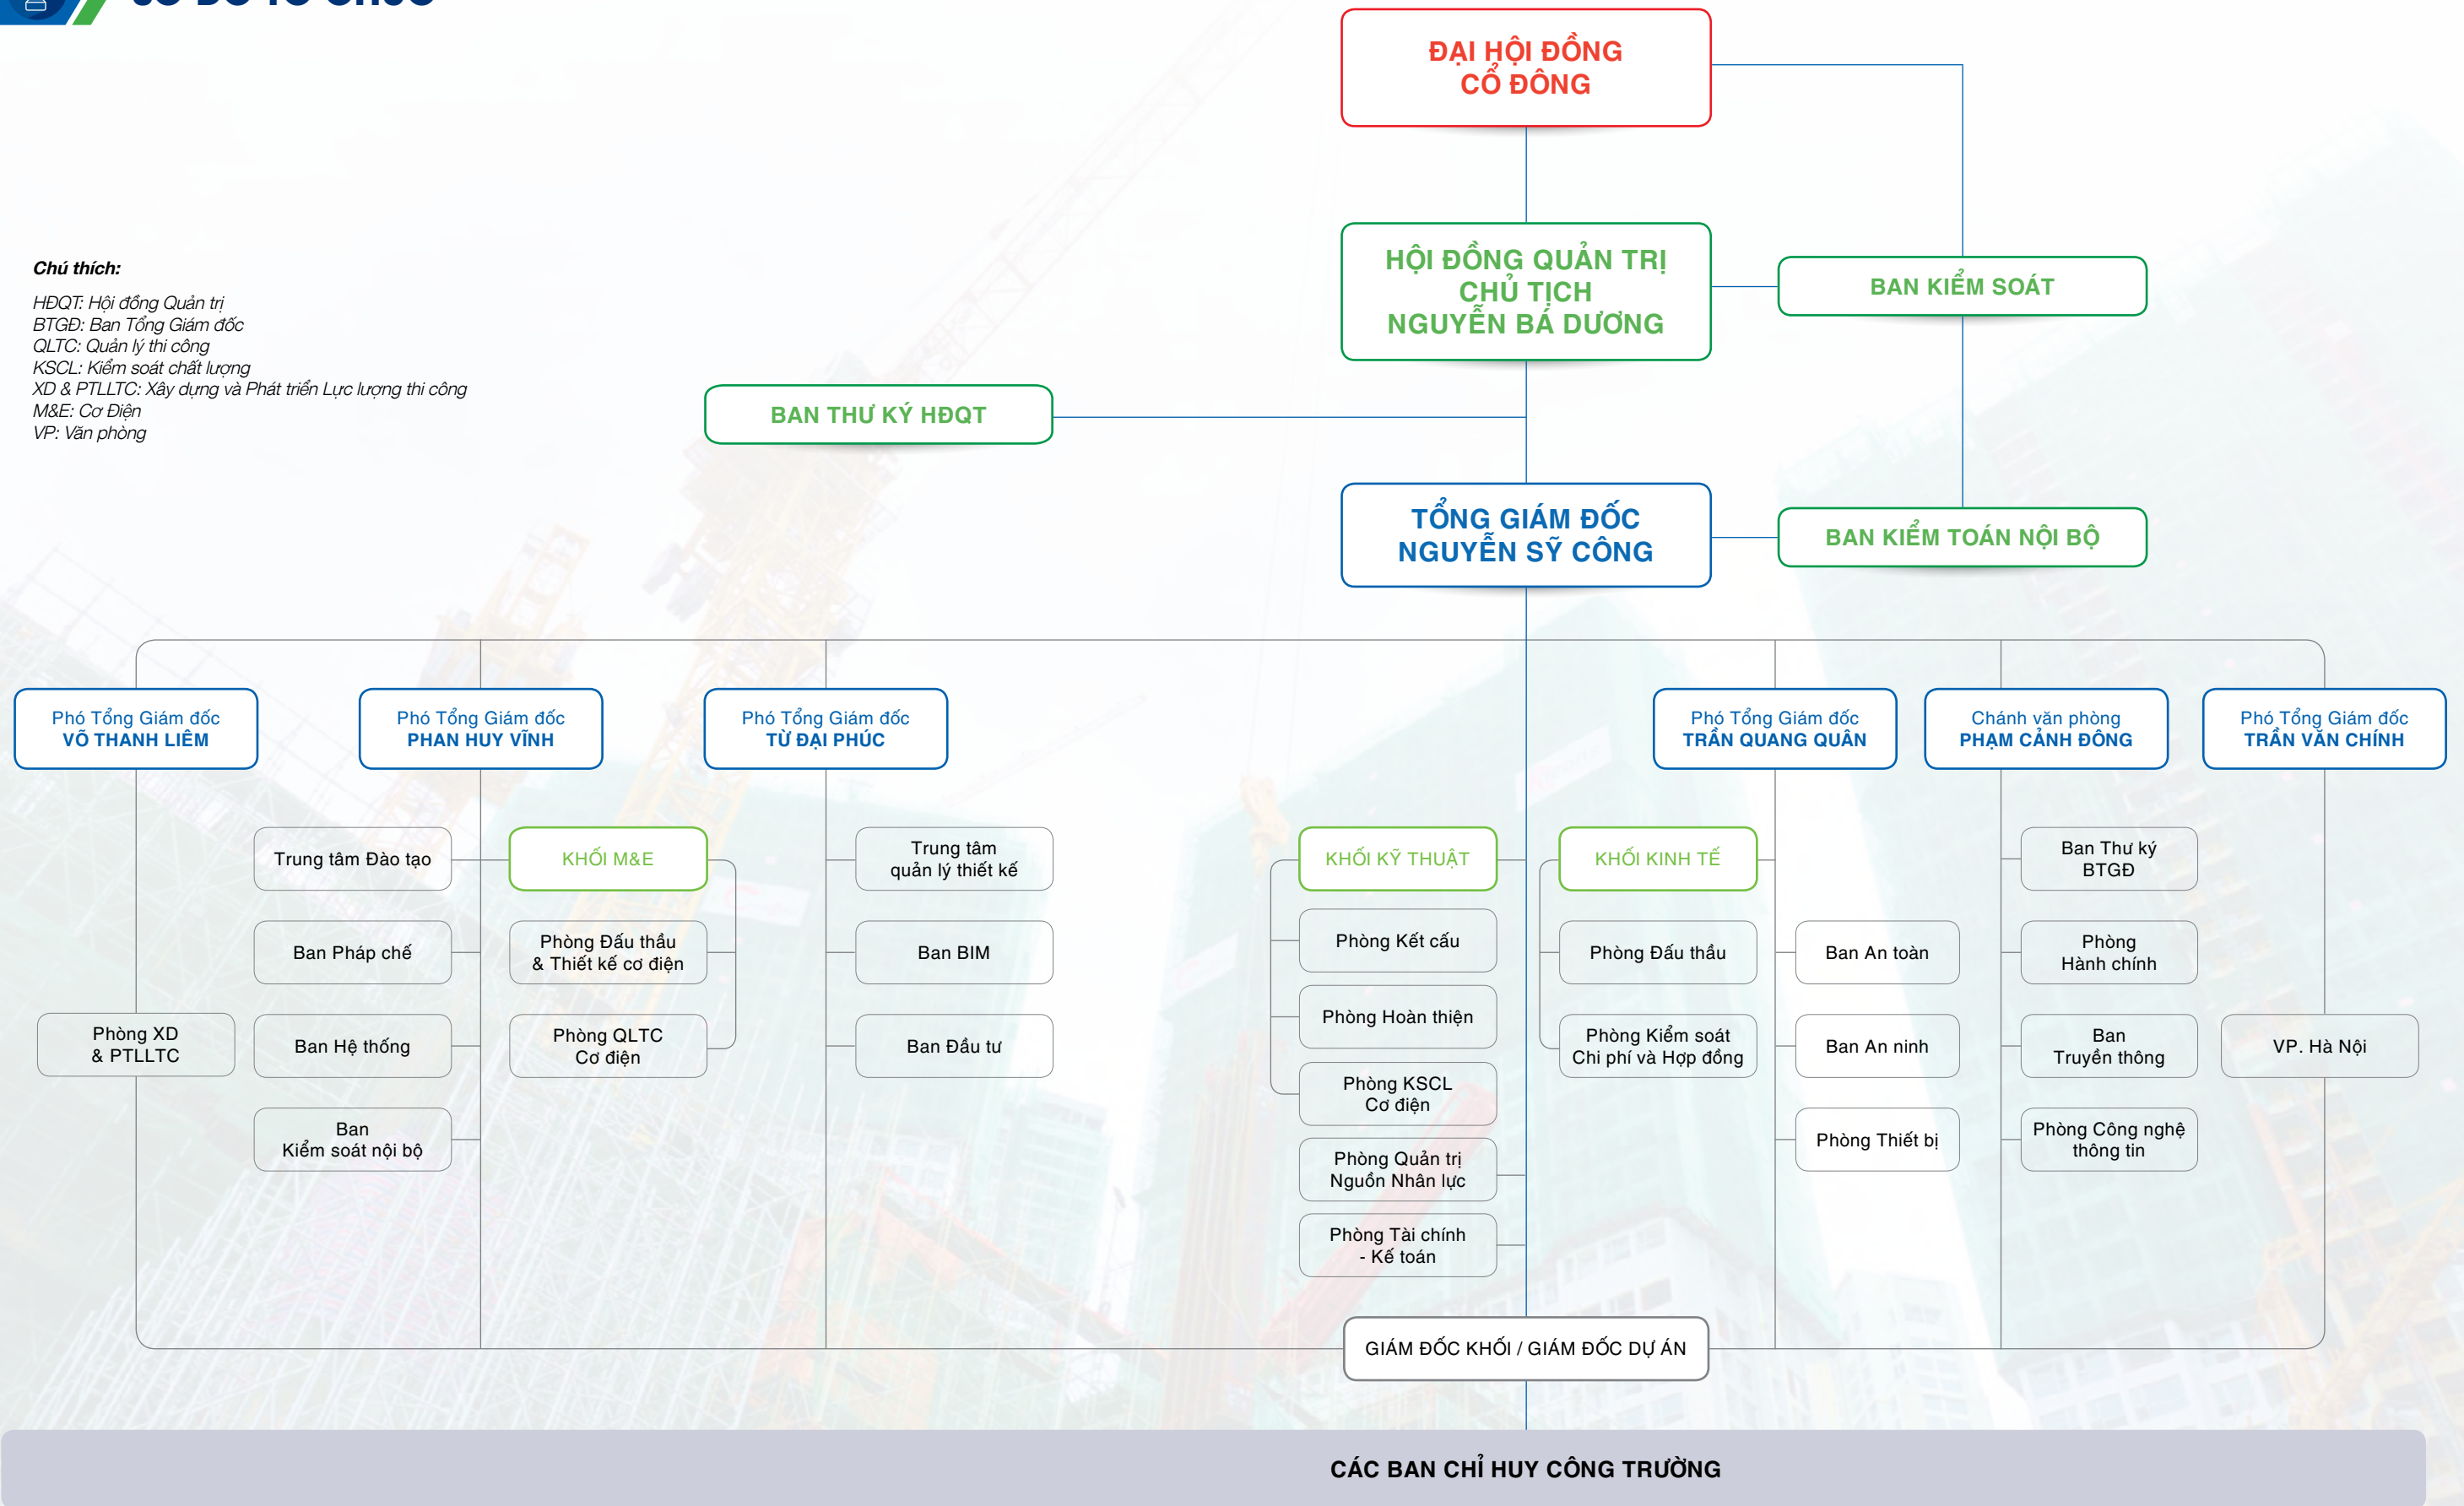 SƠ ĐỒ TỔ CHỨC
ĐẠI HỘI ĐỒNG
CỔ ĐÔNG
HỘI ĐỒNG QUẢN TRỊ
CHỦ TỊCH
NGUYỄN BÁ DƯƠNG
BAN KIỂM SOÁT
Chú thích:
HĐQT: Hội đồng Quản trị
BTGĐ: Ban Tổng Giám đốc
QLTC: Quản lý thi công
KSCL: Kiểm soát chất lượng
XD & PTLLTC: Xây dựng và Phát triển Lực lượng thi công
M&E: Cơ Điện
VP: Văn phòng
BAN THƯ KÝ HĐQT
TỔNG GIÁM ĐỐC
NGUYỄN SỸ CÔNG
BAN KIỂM TOÁN NỘI BỘ
Phó Tổng Giám đốc
VÕ THANH LIÊM
Phó Tổng Giám đốc
PHAN HUY VĨNH
Phó Tổng Giám đốc
TỪ ĐẠI PHÚC
Phó Tổng Giám đốc
TRẦN QUANG QUÂN
Chánh văn phòng
PHẠM CẢNH ĐÔNG
Phó Tổng Giám đốc
TRẦN VĂN CHÍNH
Phòng XD
& PTLLTC
Trung tâm Đào tạo
Ban Pháp chế
Ban Hệ thống
Ban
Kiểm soát nội bộ
KHỐI M&E
Phòng Đấu thầu
& Thiết kế cơ điện
Phòng QLTC
Cơ điện
Trung tâm
quản lý thiết kế
Ban BIM
Ban Đầu tư
KHỐI KỸ THUẬT
Phòng Kết cấu
Phòng Hoàn thiện
Phòng KSCL
Cơ điện
Phòng Quản trị
Nguồn Nhân lực
Phòng Tài chính
- Kế toán
KHỐI KINH TẾ
Phòng Đấu thầu
Phòng Kiểm soát
Chi phí và Hợp đồng
Ban An toàn
Ban An ninh
Phòng Thiết bị
Ban Thư ký
BTGĐ
Phòng
Hành chính
Ban
Truyền thông
Phòng Công nghệ
thông tin
VP. Hà Nội
GIÁM ĐỐC KHỐI / GIÁM ĐỐC DỰ ÁN
CÁC BAN CHỈ HUY CÔNG TRƯỜNG